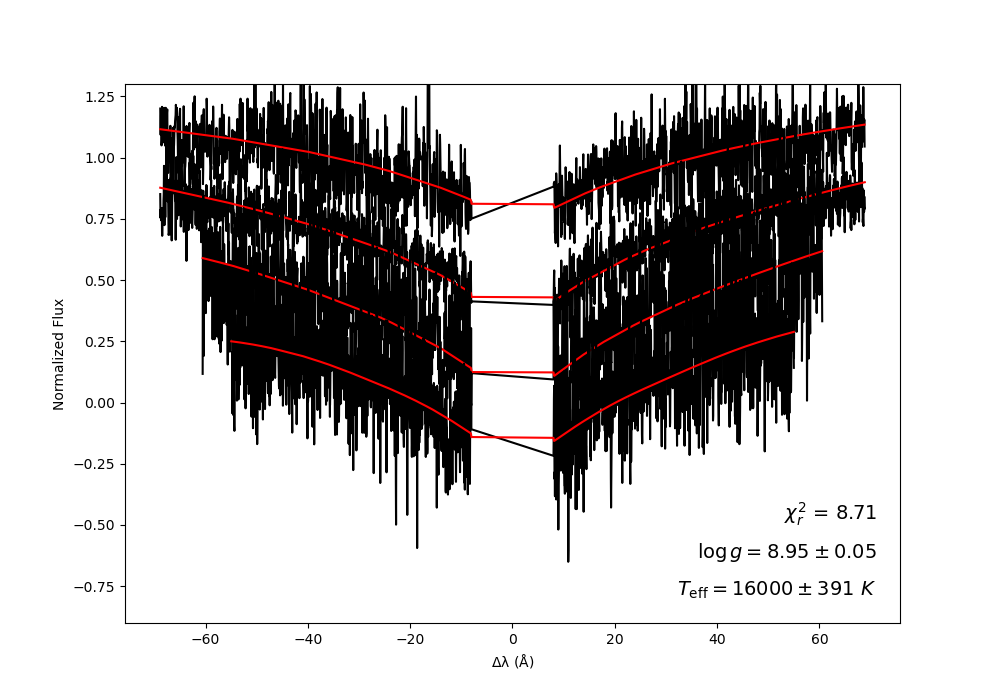 1.25
1.00
0.75
0.50
0.25
0.00
−0.25
−0.50
−0.75
Normalized Flux
χ²ᵣ = 8.71
log g = 8.95 ± 0.05
T_eff = 16000 ± 391 K
−60 −40 −20 0 20 40 60
Δλ (Å)